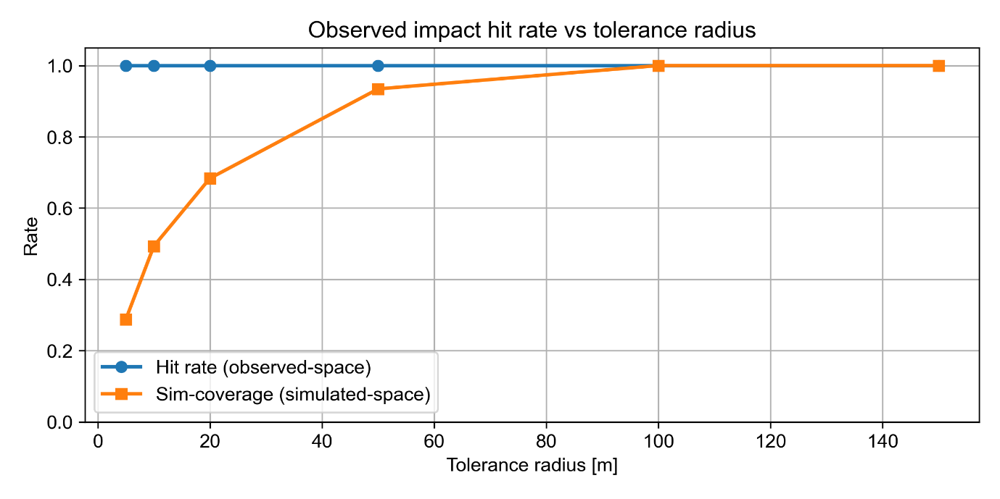 Observed impact hit rate vs tolerance radius
1.0
0.8
0.6
0.4
0.2
0.0
Rate
Hit rate (observed-space)
Sim-coverage (simulated-space)
0 20 40 60 80 100 120 140
Tolerance radius [m]